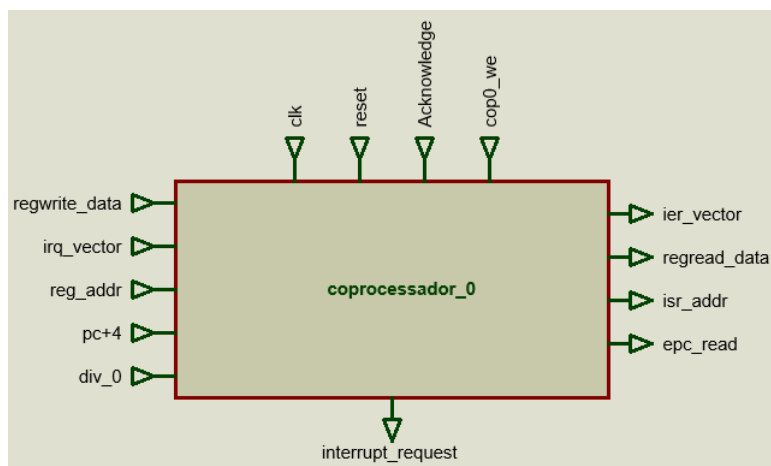 clk
reset
Acknowledge
cop0_we
regwrite_data
irq_vector
reg_addr
pc+4
div_0
coprocessador_0
ier_vector
regread_data
isr_addr
epc_read
interrupt_request